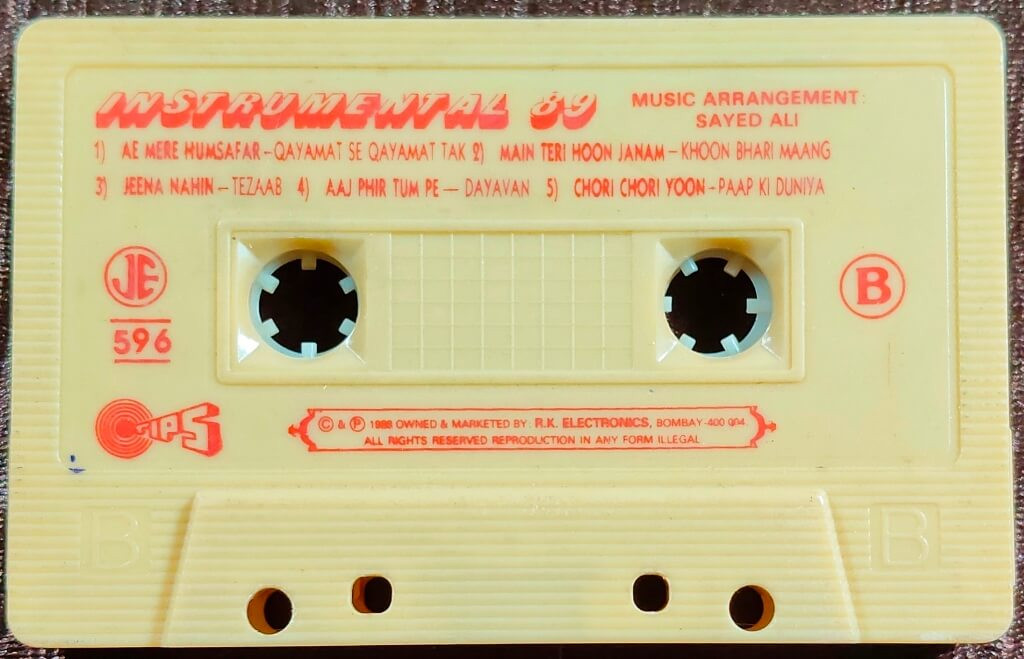 INSTRUMENTAL 89
MUSIC ARRANGEMENT:
SAYED ALI
1) AE MERE HUMSAFAR – QAYAMAT SE QAYAMAT TAK 2) MAIN TERI HOON JANAM – KHOON BHARI MAANG
3) JEENA NAHIN – TEZAAB 4) AAJ PHIR TUM PE — DAYAVAN 5) CHORI CHORI YOON – PAAP KI DUNIYA
JE
596
B
© & Ⓟ 1988 OWNED & MARKETED BY: R.K. ELECTRONICS, BOMBAY-400 004
ALL RIGHTS RESERVED REPRODUCTION IN ANY FORM ILLEGAL
B
B